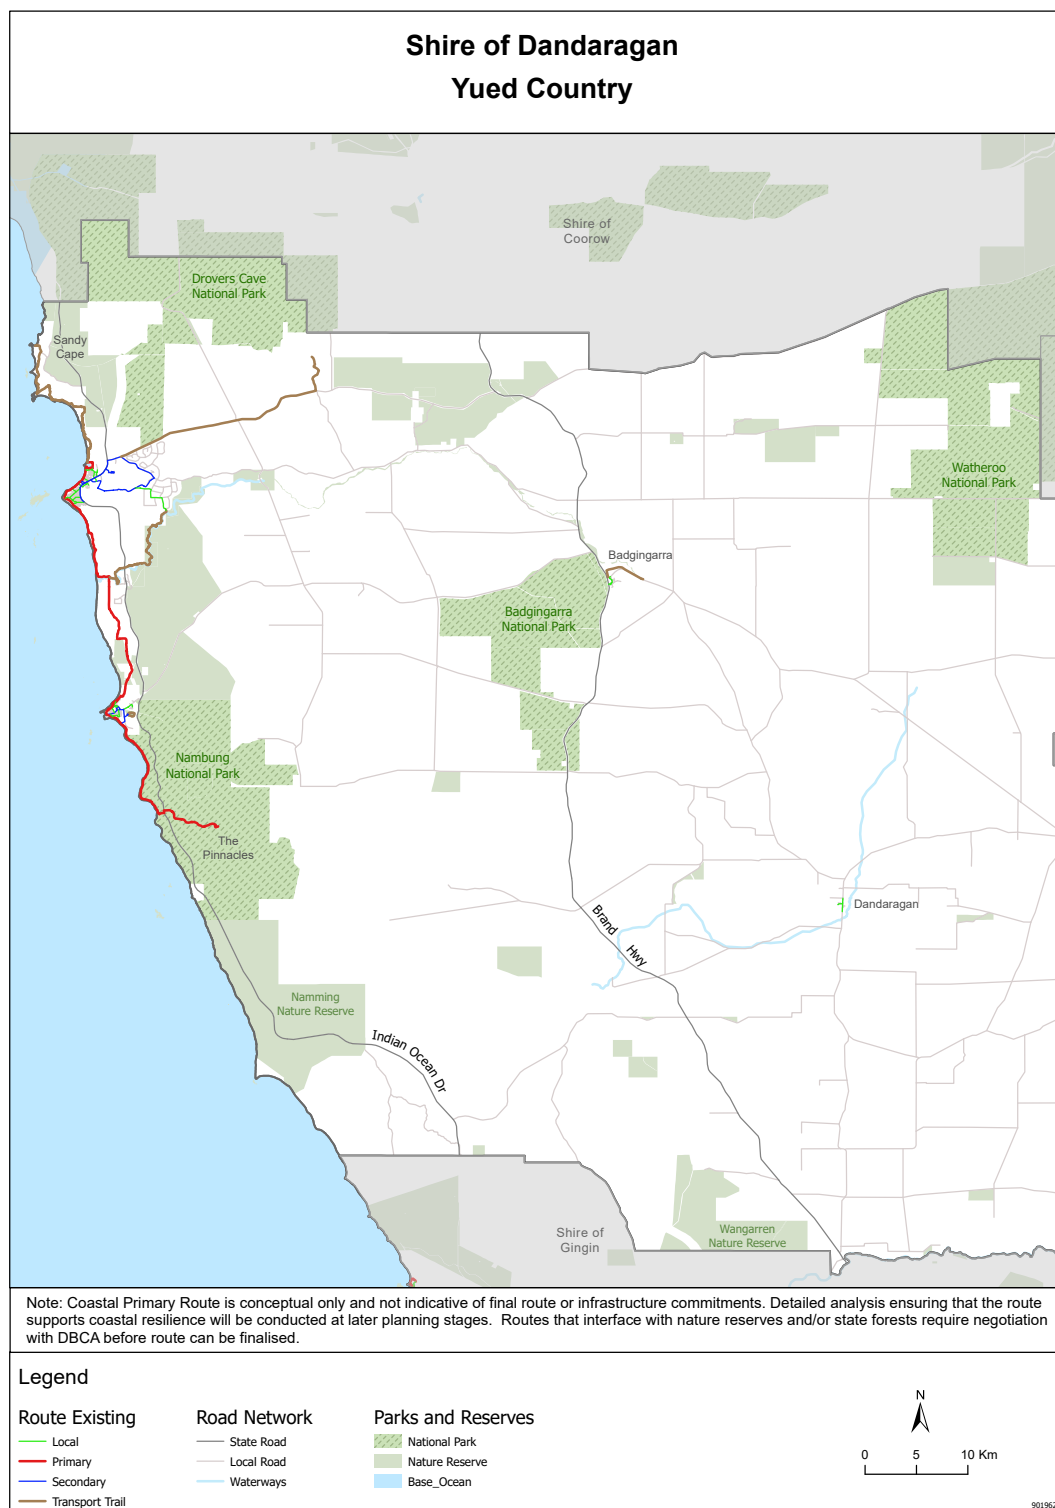 Shire of Dandaragan
Yued Country
Shire of
Coorow
Drovers Cave
National Park
Sandy
Cape
Watheroo
National Park
Badgingarra
Badgingarra
National Park
Nambung
National Park
The
Pinnacles
Dandaragan
Brand Hwy
Namming
Nature Reserve
Indian Ocean Dr
Shire of
Gingin
Wangarren
Nature Reserve
Note: Coastal Primary Route is conceptual only and not indicative of final route or infrastructure commitments. Detailed analysis ensuring that the route
supports coastal resilience will be conducted at later planning stages. Routes that interface with nature reserves and/or state forests require negotiation
with DBCA before route can be finalised.
Legend
Route Existing
Local
Primary
Secondary
Transport Trail
Road Network
State Road
Local Road
Waterways
Parks and Reserves
National Park
Nature Reserve
Base_Ocean
N
0 5 10 Km